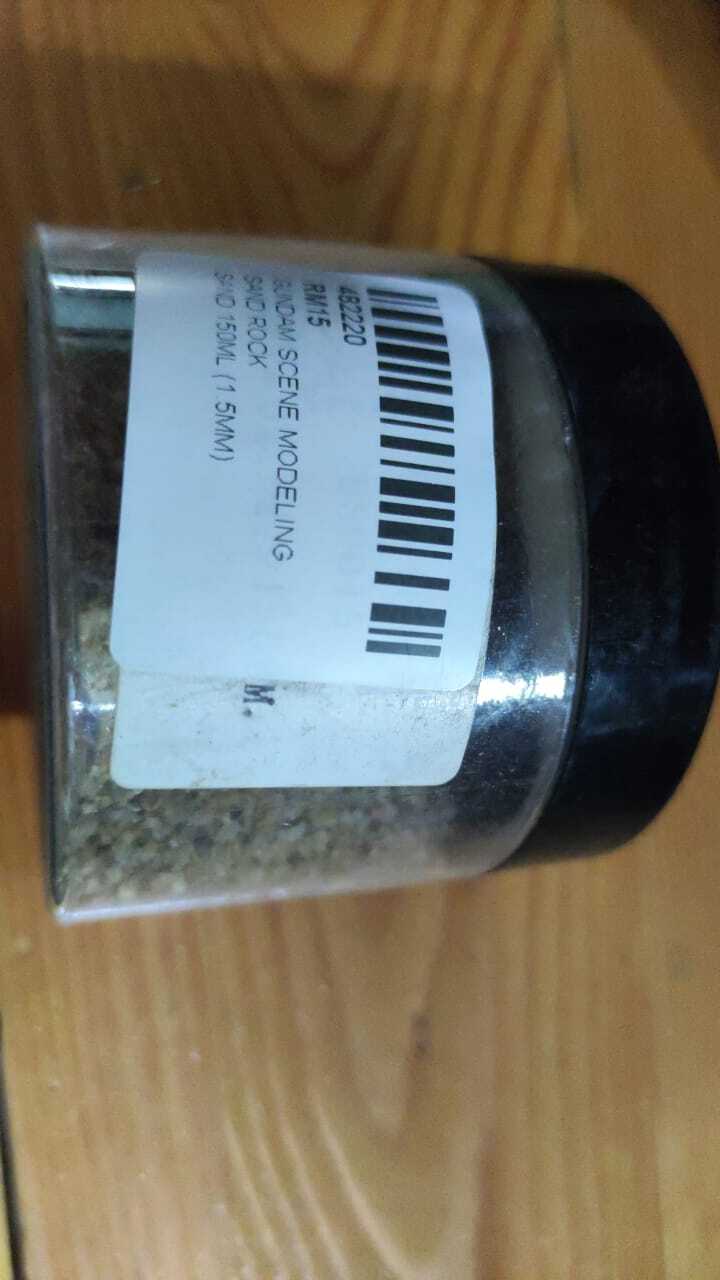 482220
RM15
GUNDAM SCENE MODELING
SAND ROCK
SAND 150ML (1.5MM)
M.